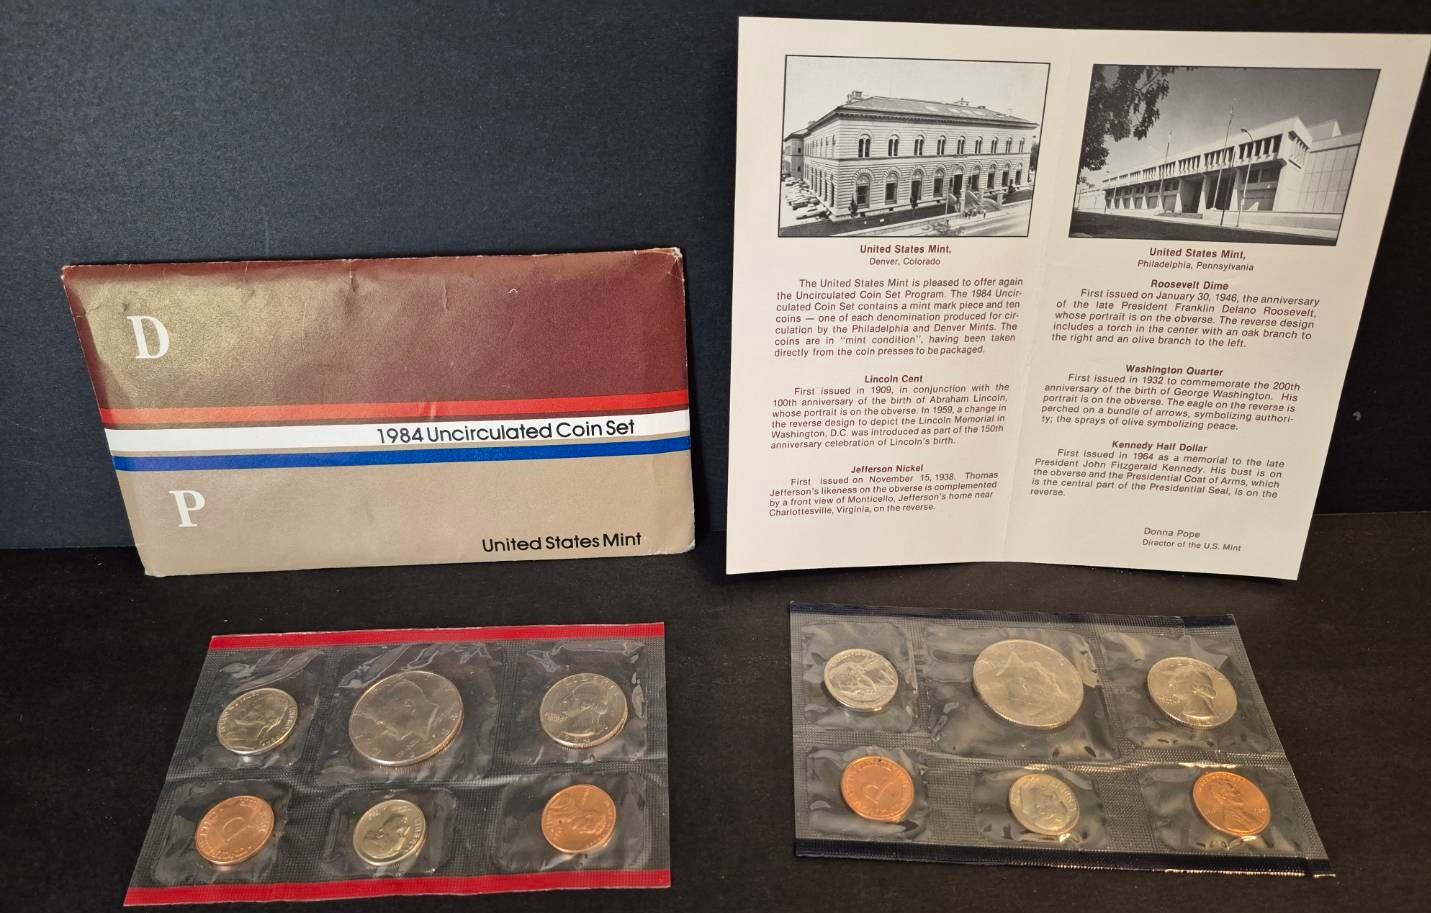 D
1984 Uncirculated Coin Set
P
United States Mint
United States Mint,
Denver, Colorado
The United States Mint is pleased to offer again
the Uncirculated Coin Set Program. The 1984 Uncir-
culated Coin Set contains a mint mark piece and ten
coins — one of each denomination produced for cir-
culation by the Philadelphia and Denver Mints. The
coins are in "mint condition", having been taken
directly from the coin presses to be packaged.
Lincoln Cent
First issued in 1909, in conjunction with the
100th anniversary of the birth of Abraham Lincoln,
whose portrait is on the obverse. In 1959, a change in
the reverse design to depict the Lincoln Memorial in
Washington, D.C. was introduced as part of the 150th
anniversary celebration of Lincoln's birth.
Jefferson Nickel
First issued on November 15, 1938. Thomas
Jefferson's likeness on the obverse is complemented
by a front view of Monticello, Jefferson's home near
Charlottesville, Virginia, on the reverse.
United States Mint,
Philadelphia, Pennsylvania
Roosevelt Dime
First issued on January 30, 1946, the anniversary
of the late President Franklin Delano Roosevelt,
whose portrait is on the obverse. The reverse design
includes a torch in the center with an oak branch to
the right and an olive branch to the left.
Washington Quarter
First issued in 1932 to commemorate the 200th
anniversary of the birth of George Washington. His
portrait is on the obverse. The eagle on the reverse is
perched on a bundle of arrows, symbolizing authori-
ty; the sprays of olive symbolizing peace.
Kennedy Half Dollar
First issued in 1964 as a memorial to the late
President John Fitzgerald Kennedy. His bust is on
the obverse and the Presidential Coat of Arms, which
is the central part of the Presidential Seal, is on the
reverse.
Donna Pope
Director of the U.S. Mint
D
P